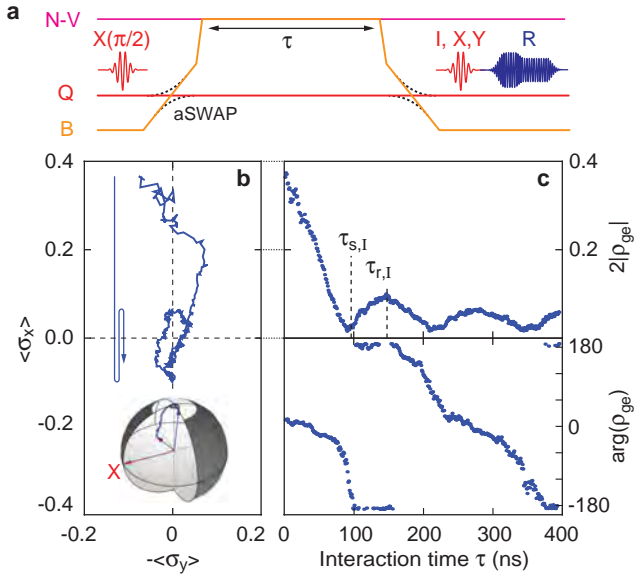 a
N-V
X(π/2)
τ
I, X,Y
R
Q
aSWAP
B
b
c
0.4
0.2
0.0
-0.2
-0.4
<σx>
-0.2
0
0.2
-<σy>
X
τs,I
τr,I
0.4
0.2
2|ρge|
180
0
-180
arg(ρge)
0
100
200
300
400
Interaction time τ (ns)